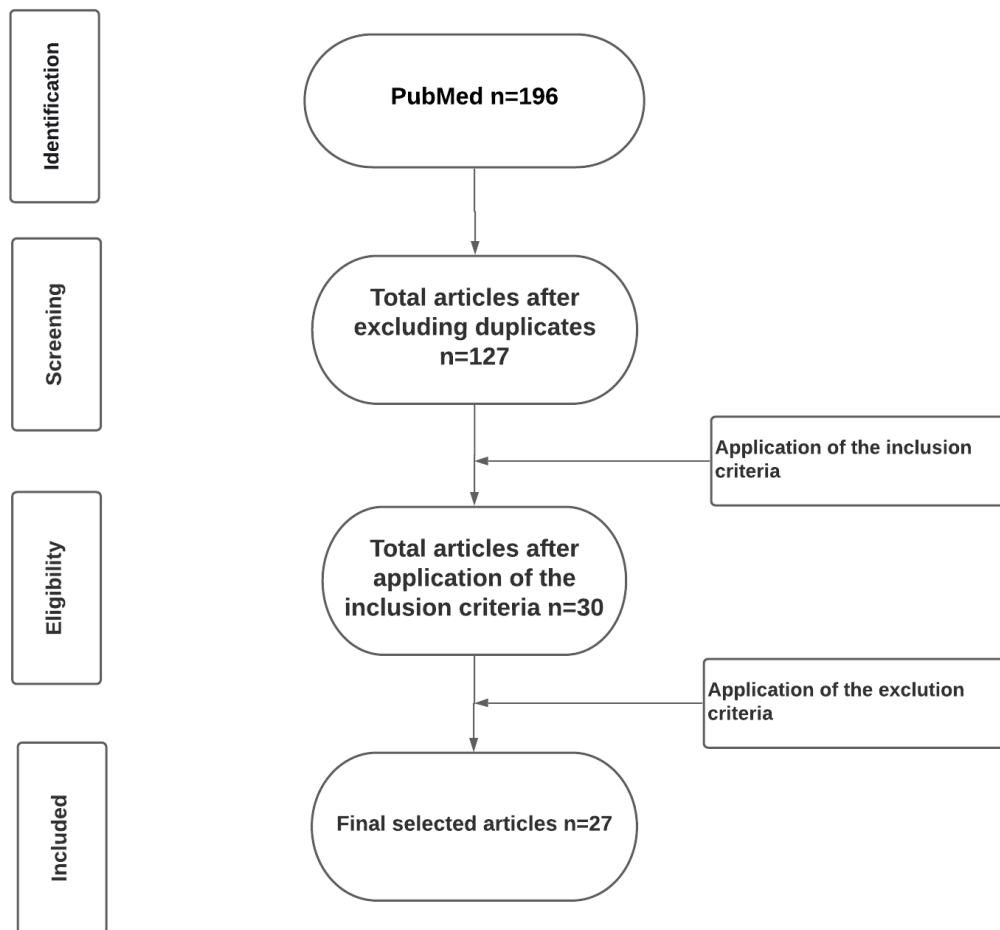 Identification
PubMed n=196
Screening
Total articles after
excluding duplicates
n=127
Application of the inclusion
criteria
Eligibility
Total articles after
application of the
inclusion criteria n=30
Application of the exclution
criteria
Included
Final selected articles n=27